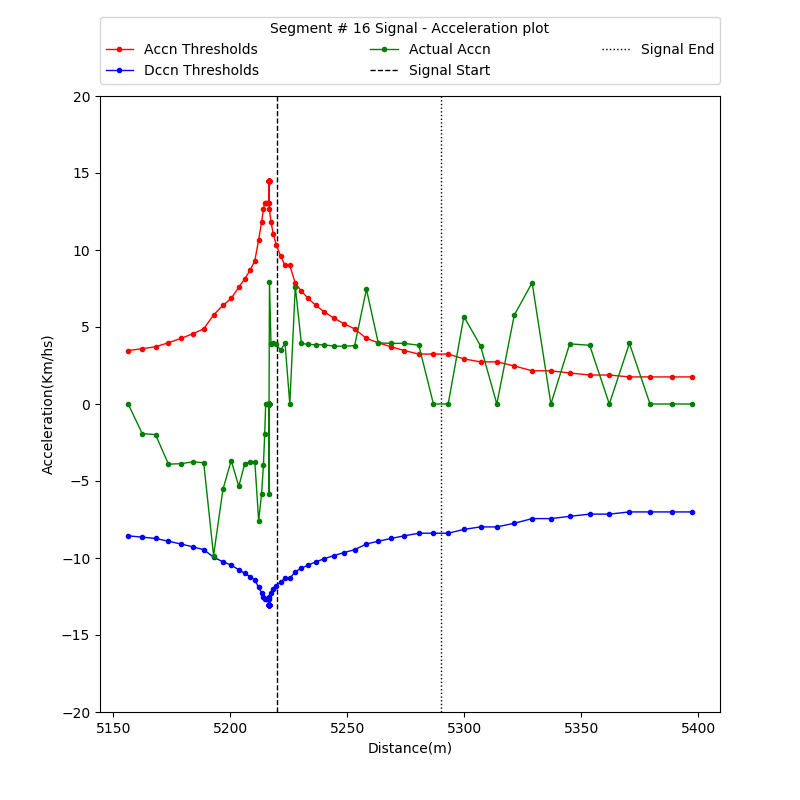 Segment # 16 Signal - Acceleration plot
Accn Thresholds
Dccn Thresholds
Actual Accn
Signal Start
Signal End
20
15
10
5
0
−5
−10
−15
−20
Acceleration(Km/hs)
5150 5200 5250 5300 5350 5400
Distance(m)